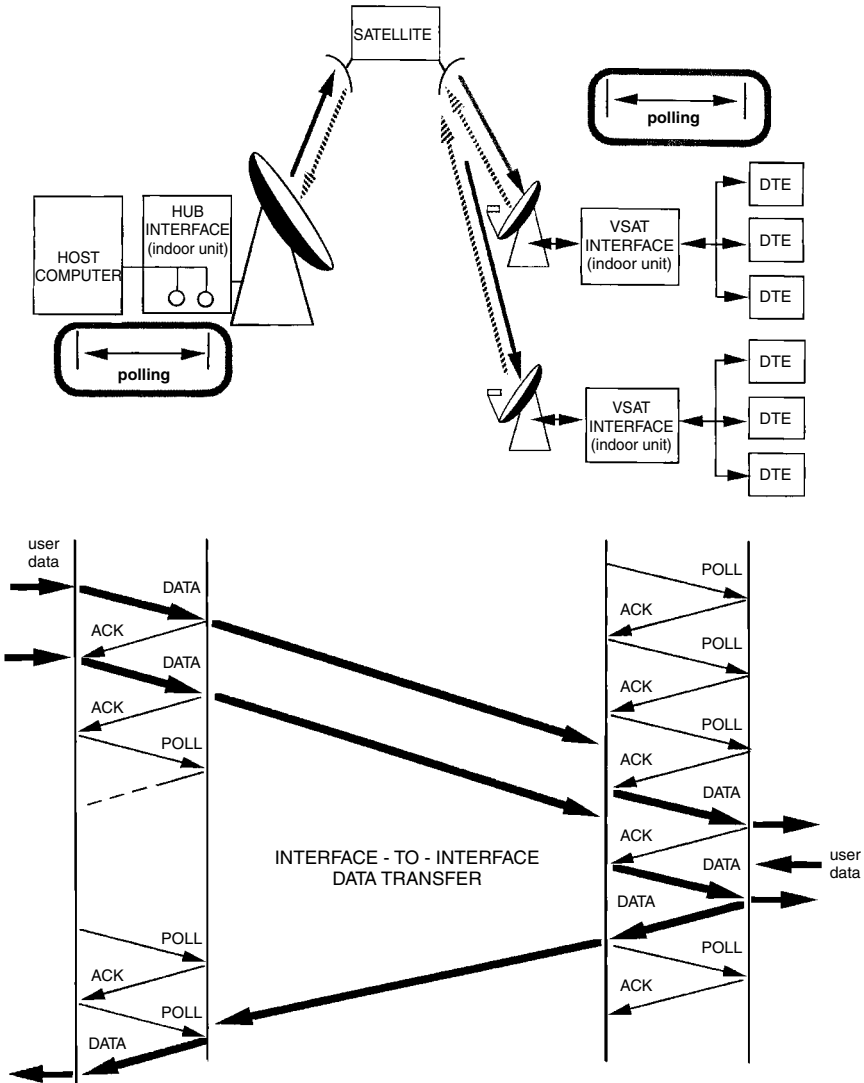 SATELLITE
polling
HUB
INTERFACE
(indoor unit)
HOST
COMPUTER
polling
VSAT
INTERFACE
(indoor unit)
DTE
DTE
DTE
VSAT
INTERFACE
(indoor unit)
DTE
DTE
DTE
user
data
DATA
ACK
DATA
ACK
POLL
POLL
ACK
POLL
ACK
POLL
ACK
DATA
ACK
DATA
user
data
DATA
POLL
ACK
INTERFACE - TO - INTERFACE
DATA TRANSFER
POLL
ACK
POLL
DATA